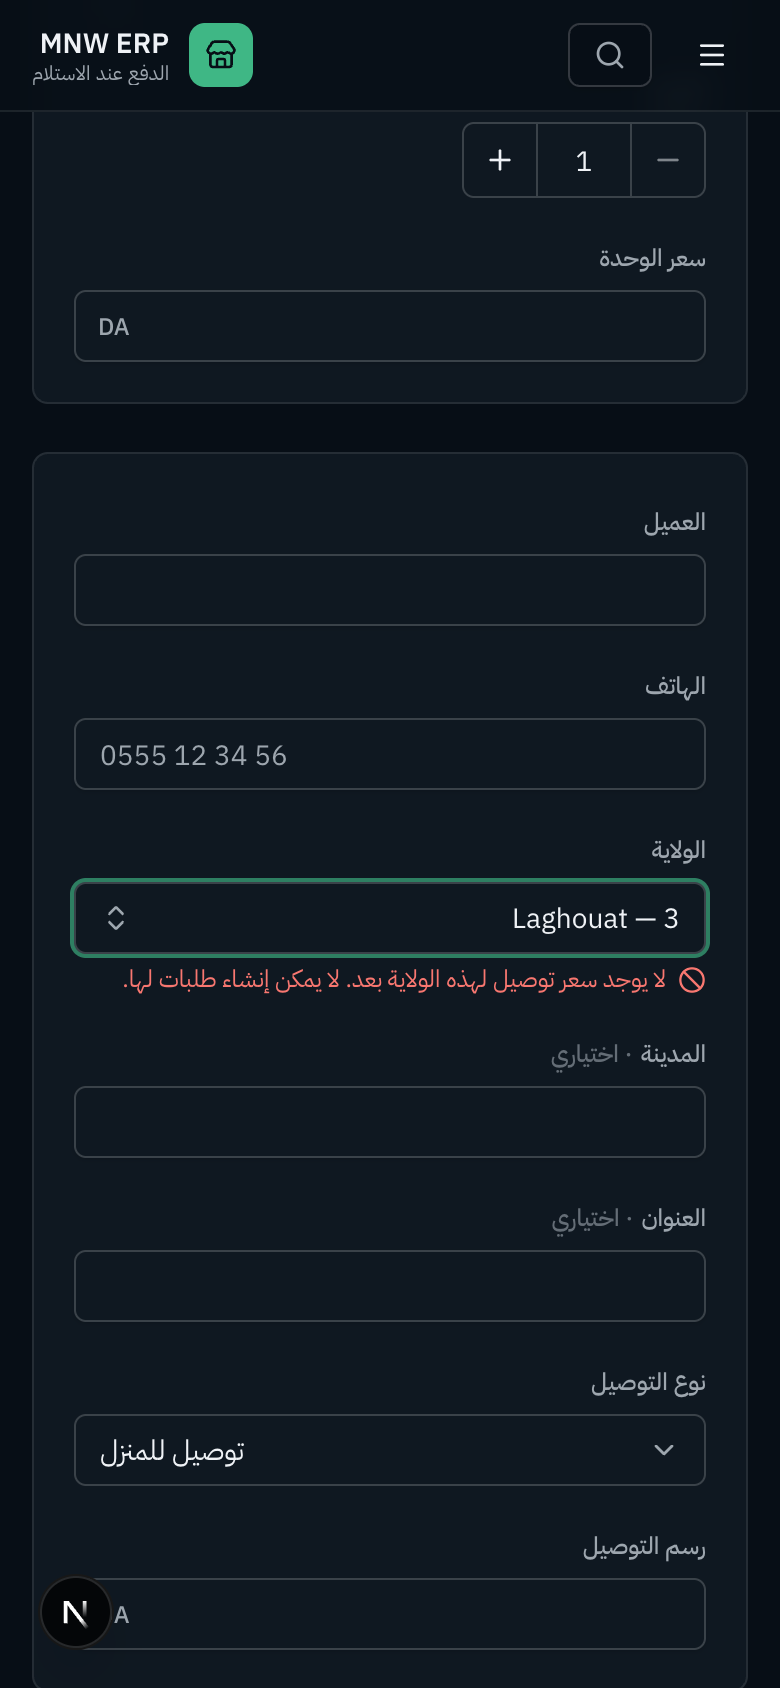 MNW ERP
الدفع عند الاستلام
1
سعر الوحدة
DA
العميل
الهاتف
0555 12 34 56
الولاية
3 — Laghouat
لا يوجد سعر توصيل لهذه الولاية بعد. لا يمكن إنشاء طلبات لها.
المدينة · اختياري
العنوان · اختياري
نوع التوصيل
توصيل للمنزل
رسم التوصيل
A
N